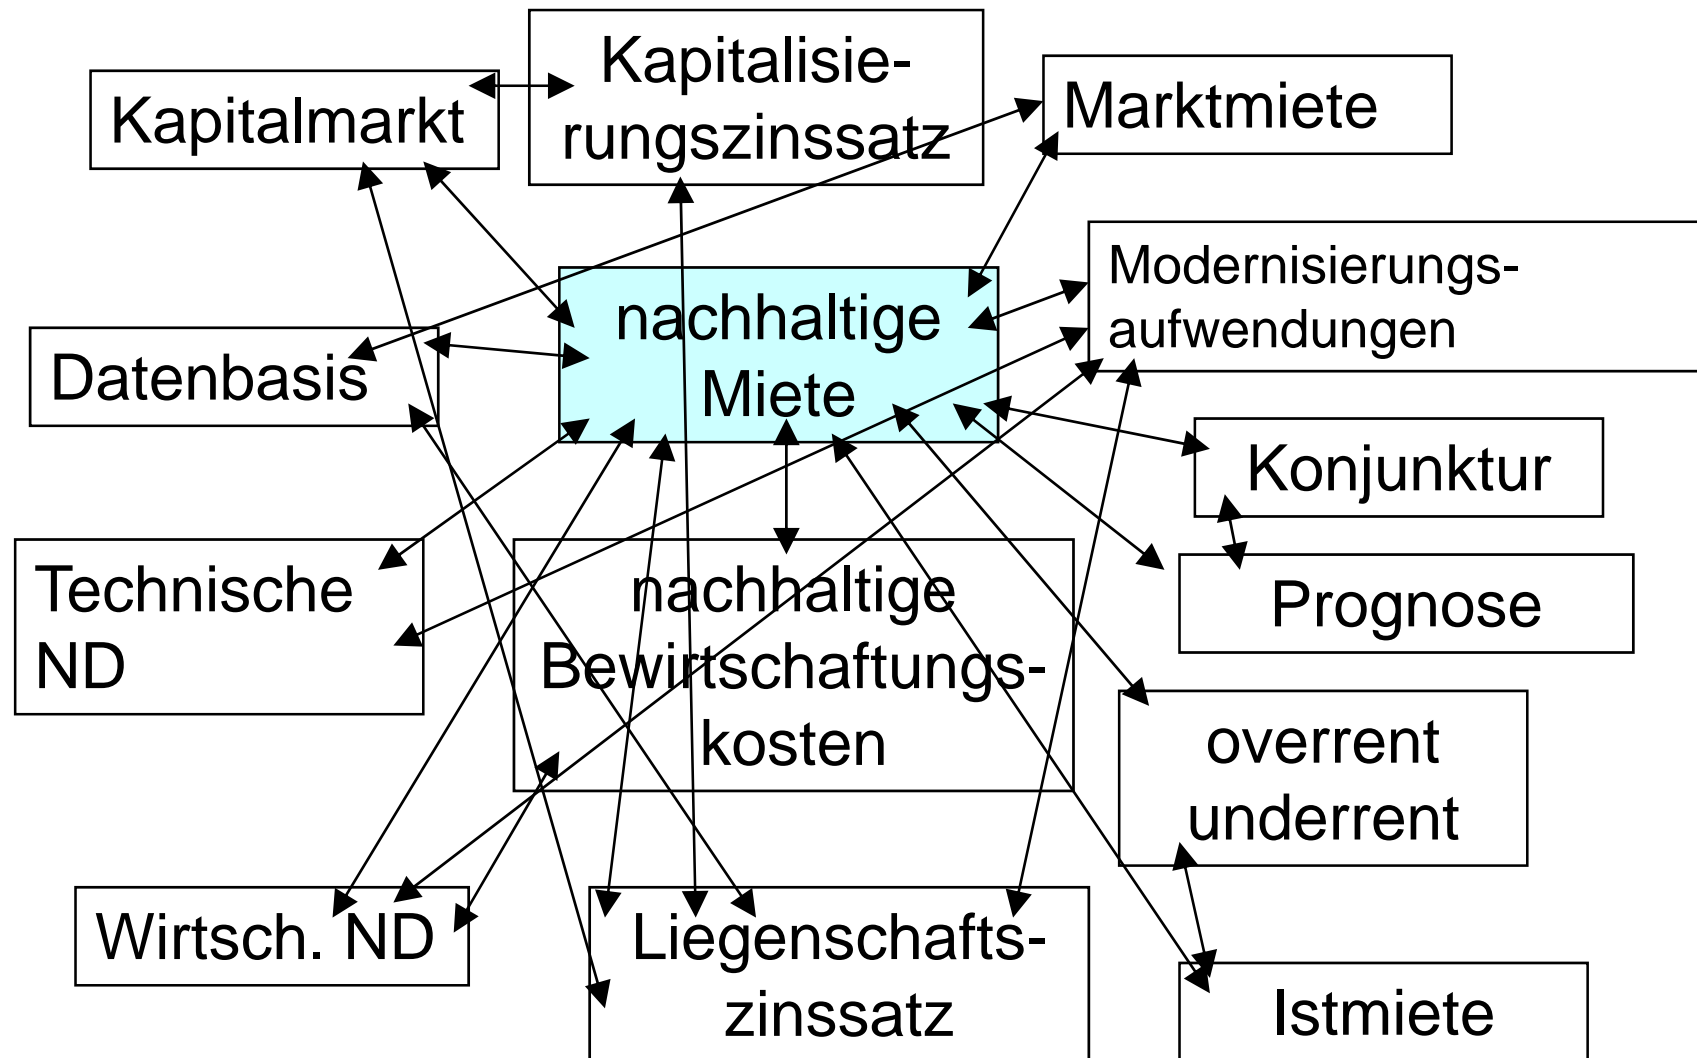 Kapitalmarkt
Kapitalisie-
rungszinssatz
Marktmiete
Modernisierungs-
aufwendungen
nachhaltige
Miete
Datenbasis
Konjunktur
Technische
ND
nachhaltige
Bewirtschaftungs-
kosten
Prognose
overrent
underrent
Wirtsch. ND
Liegenschafts-
zinssatz
Istmiete